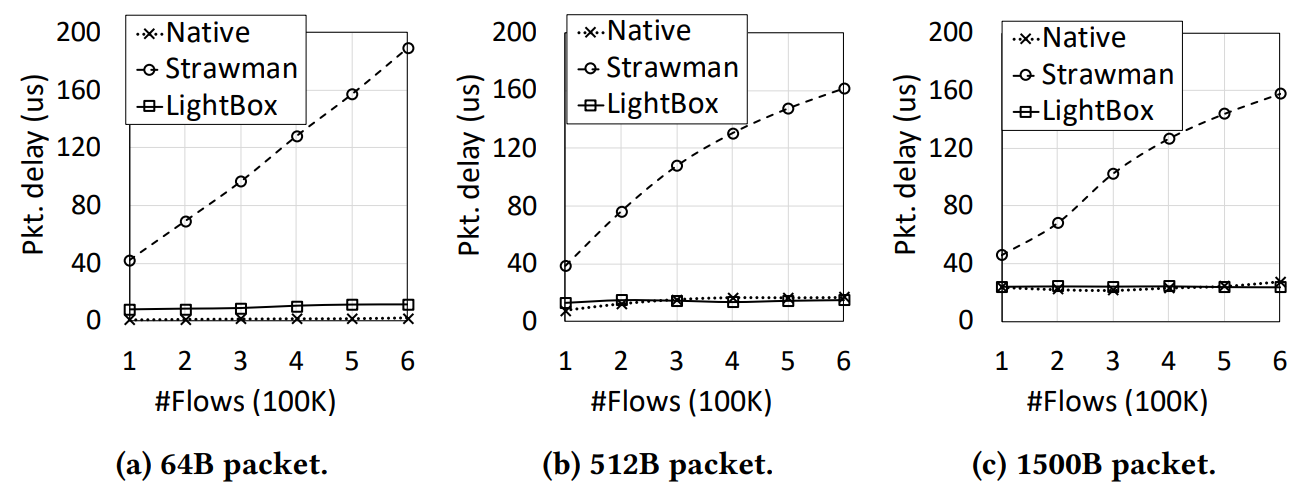 200
160
120
80
40
0
Pkt. delay (us)
Native
Strawman
LightBox
1 2 3 4 5 6
#Flows (100K)
(a) 64B packet.
200
160
120
80
40
0
Pkt. delay (us)
Native
Strawman
LightBox
1 2 3 4 5 6
#Flows (100K)
(b) 512B packet.
200
160
120
80
40
0
Pkt. delay (us)
Native
Strawman
LightBox
1 2 3 4 5 6
#Flows (100K)
(c) 1500B packet.